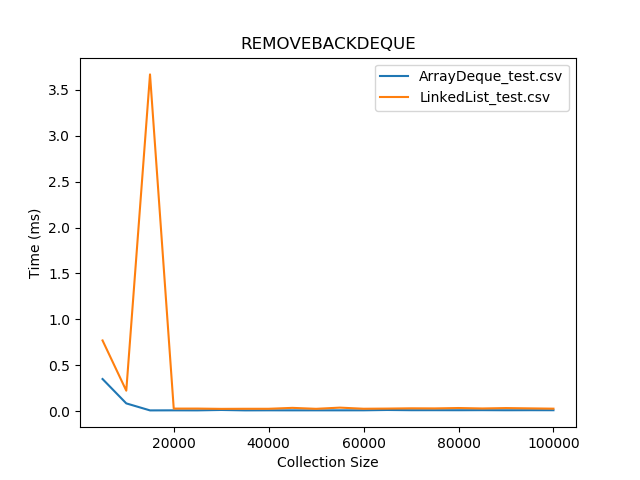 REMOVEBACKDEQUE
ArrayDeque_test.csv
LinkedList_test.csv
Time (ms)
3.5
3.0
2.5
2.0
1.5
1.0
0.5
0.0
20000 40000 60000 80000 100000
Collection Size